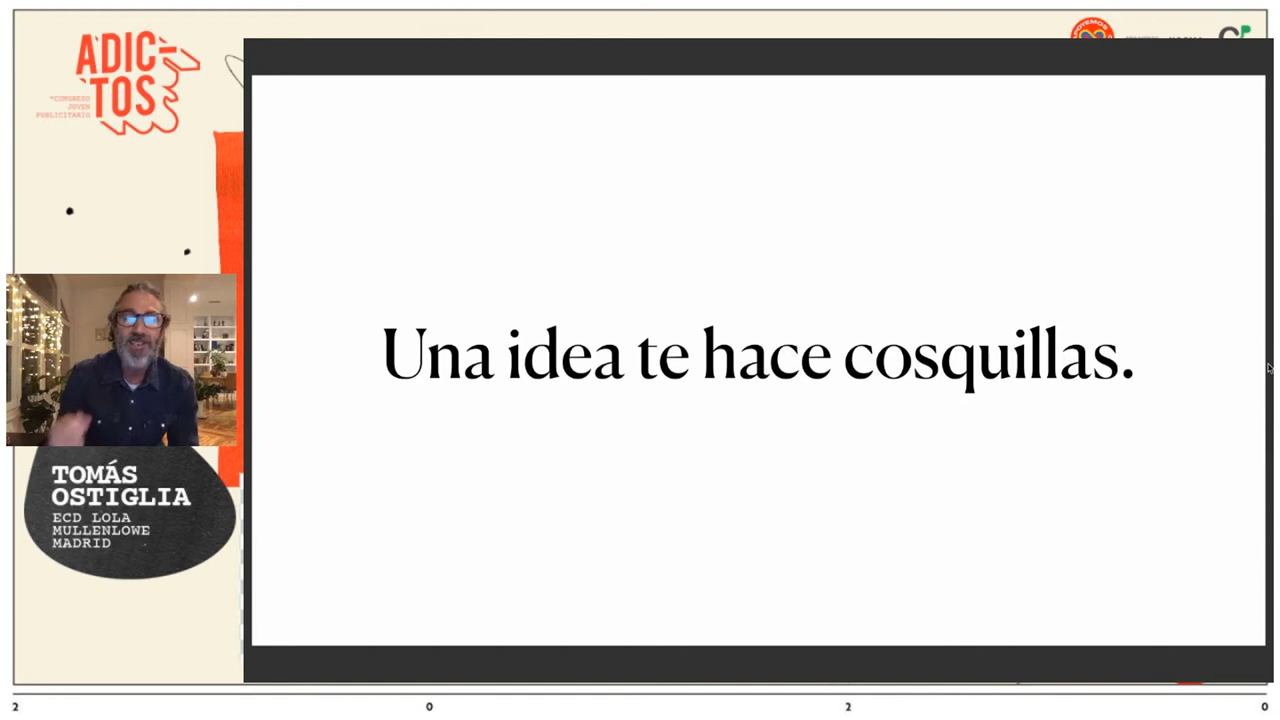 ADIC-
TOS
°CONGRESO
JOVEN
PUBLICITARIO
Una idea te hace cosquillas.
TOMÁS
OSTIGLIA
ECD LOLA
MULLENLOWE
MADRID
2 0 2 0